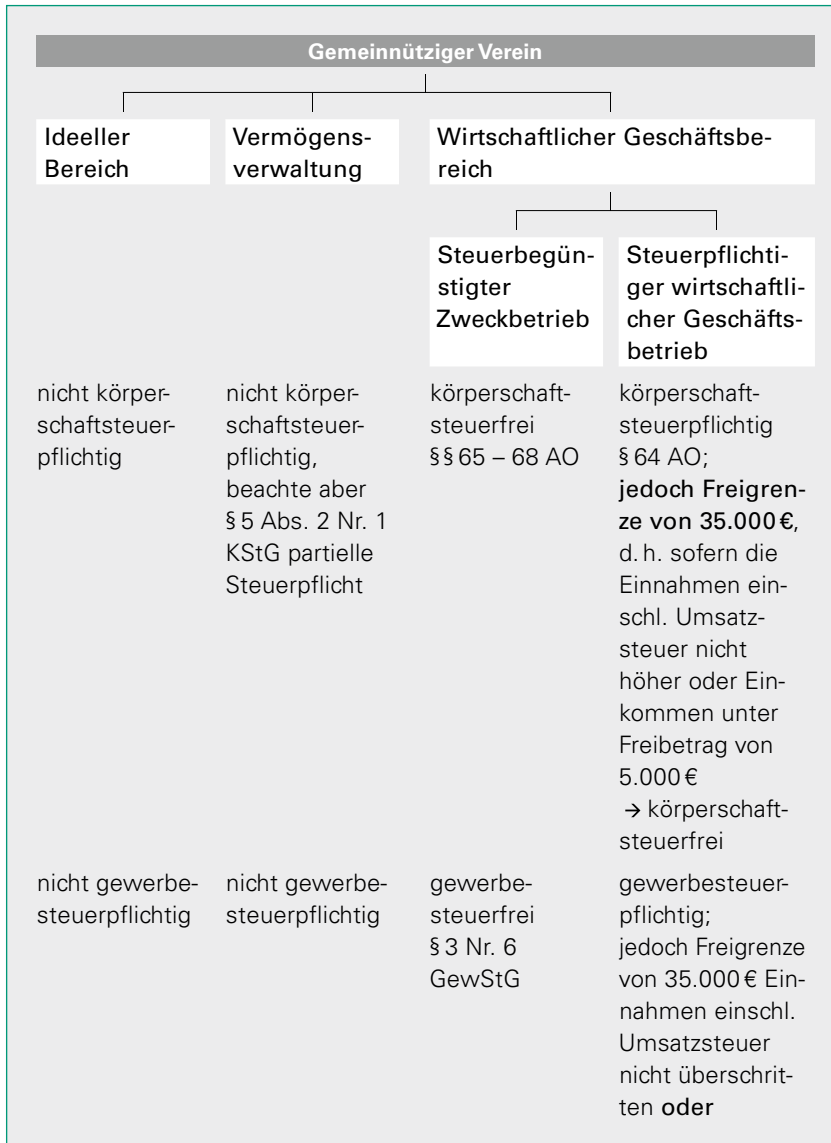 Gemeinnütziger Verein
Ideeller
Bereich
Vermögens-
verwaltung
Wirtschaftlicher Geschäftsbe-
reich
Steuerbegün-
stigter
Zweckbetrieb
Steuerpflichti-
ger wirtschaftli-
cher Geschäfts-
betrieb
nicht körper-
schaftsteuer-
pflichtig
nicht körper-
schaftsteuer-
pflichtig,
beachte aber
§ 5 Abs. 2 Nr. 1
KStG partielle
Steuerpflicht
körperschaft-
steuerfrei
§§ 65 – 68 AO
körperschaft-
steuerpflichtig
§ 64 AO;
jedoch Freigren-
ze von 35.000 €,
d. h. sofern die
Einnahmen ein-
schl. Umsatz-
steuer nicht
höher oder Ein-
kommen unter
Freibetrag von
5.000 €
→ körperschaft-
steuerfrei
nicht gewerbe-
steuerpflichtig
nicht gewerbe-
steuerpflichtig
gewerbe-
steuerfrei
§ 3 Nr. 6
GewStG
gewerbesteuer-
pflichtig;
jedoch Freigrenze
von 35.000 € Ein-
nahmen einschl.
Umsatzsteuer
nicht überschrit-
ten oder